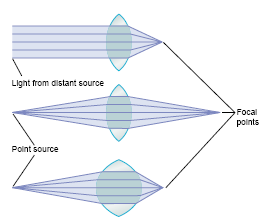 Light from distant source
Focal
points
Point source